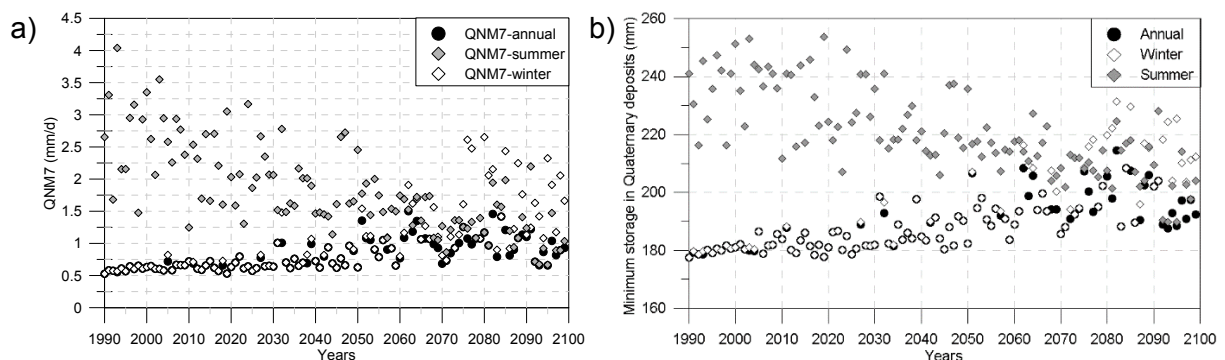 a)
QNM7 (mm/d)
4.5
4
3.5
3
2.5
2
1.5
1
0.5
0
QNM7-annual
QNM7-summer
QNM7-winter
1990 2000 2010 2020 2030 2040 2050 2060 2070 2080 2090 2100
Years
b)
Minimum storage in Quaternary deposits (mm)
260
240
220
200
180
160
Annual
Winter
Summer
1990 2000 2010 2020 2030 2040 2050 2060 2070 2080 2090 2100
Years